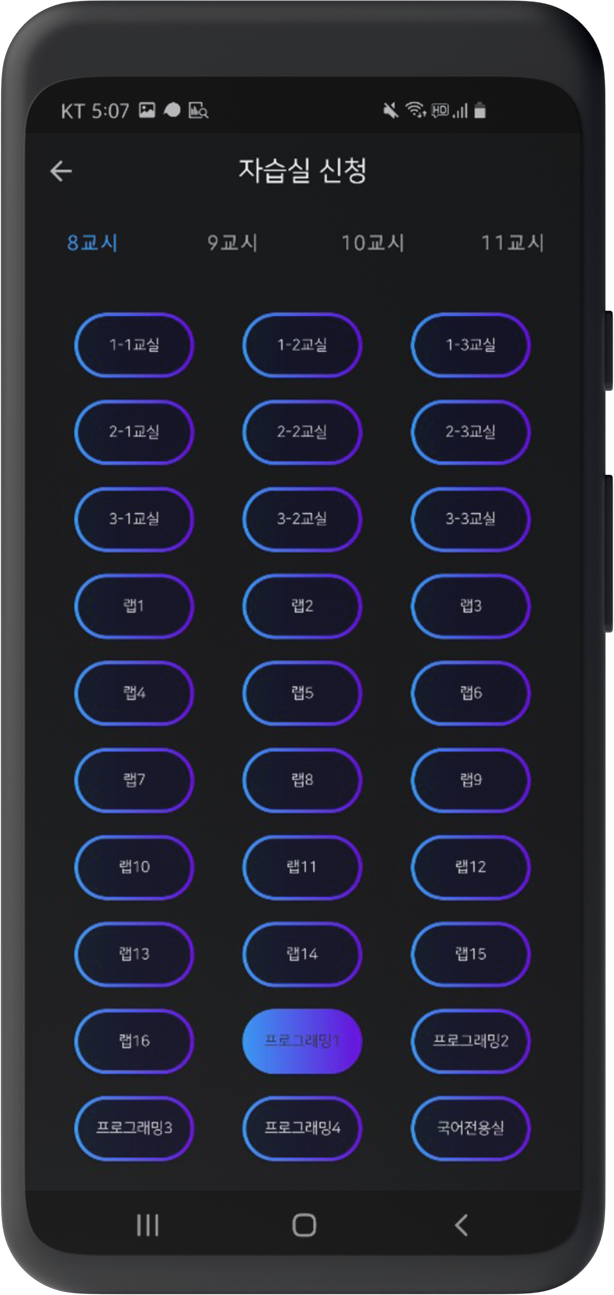 KT 5:07
HD
자습실 신청
8교시 9교시 10교시 11교시
1-1교실 1-2교실 1-3교실
2-1교실 2-2교실 2-3교실
3-1교실 3-2교실 3-3교실
랩1 랩2 랩3
랩4 랩5 랩6
랩7 랩8 랩9
랩10 랩11 랩12
랩13 랩14 랩15
랩16 프로그래밍1 프로그래밍2
프로그래밍3 프로그래밍4 국어전용실